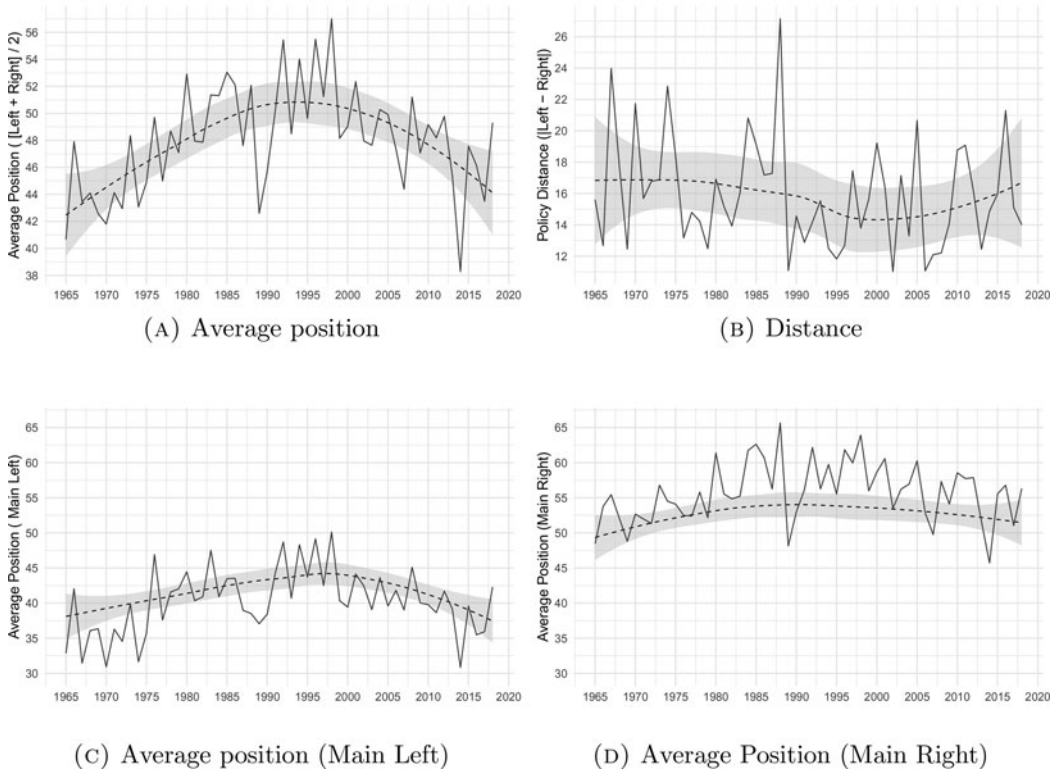 Average Position ( [Left + Right] / 2)
56
54
52
50
48
46
44
42
40
38
1965 1970 1975 1980 1985 1990 1995 2000 2005 2010 2015 2020
(A) Average position
Policy Distance (|Left − Right|)
26
24
22
20
18
16
14
12
1965 1970 1975 1980 1985 1990 1995 2000 2005 2010 2015 2020
(B) Distance
Average Position ( Main Left)
65
60
55
50
45
40
35
30
1965 1970 1975 1980 1985 1990 1995 2000 2005 2010 2015 2020
(C) Average position (Main Left)
Average Position (Main Right)
65
60
55
50
45
40
35
30
1965 1970 1975 1980 1985 1990 1995 2000 2005 2010 2015 2020
(D) Average Position (Main Right)